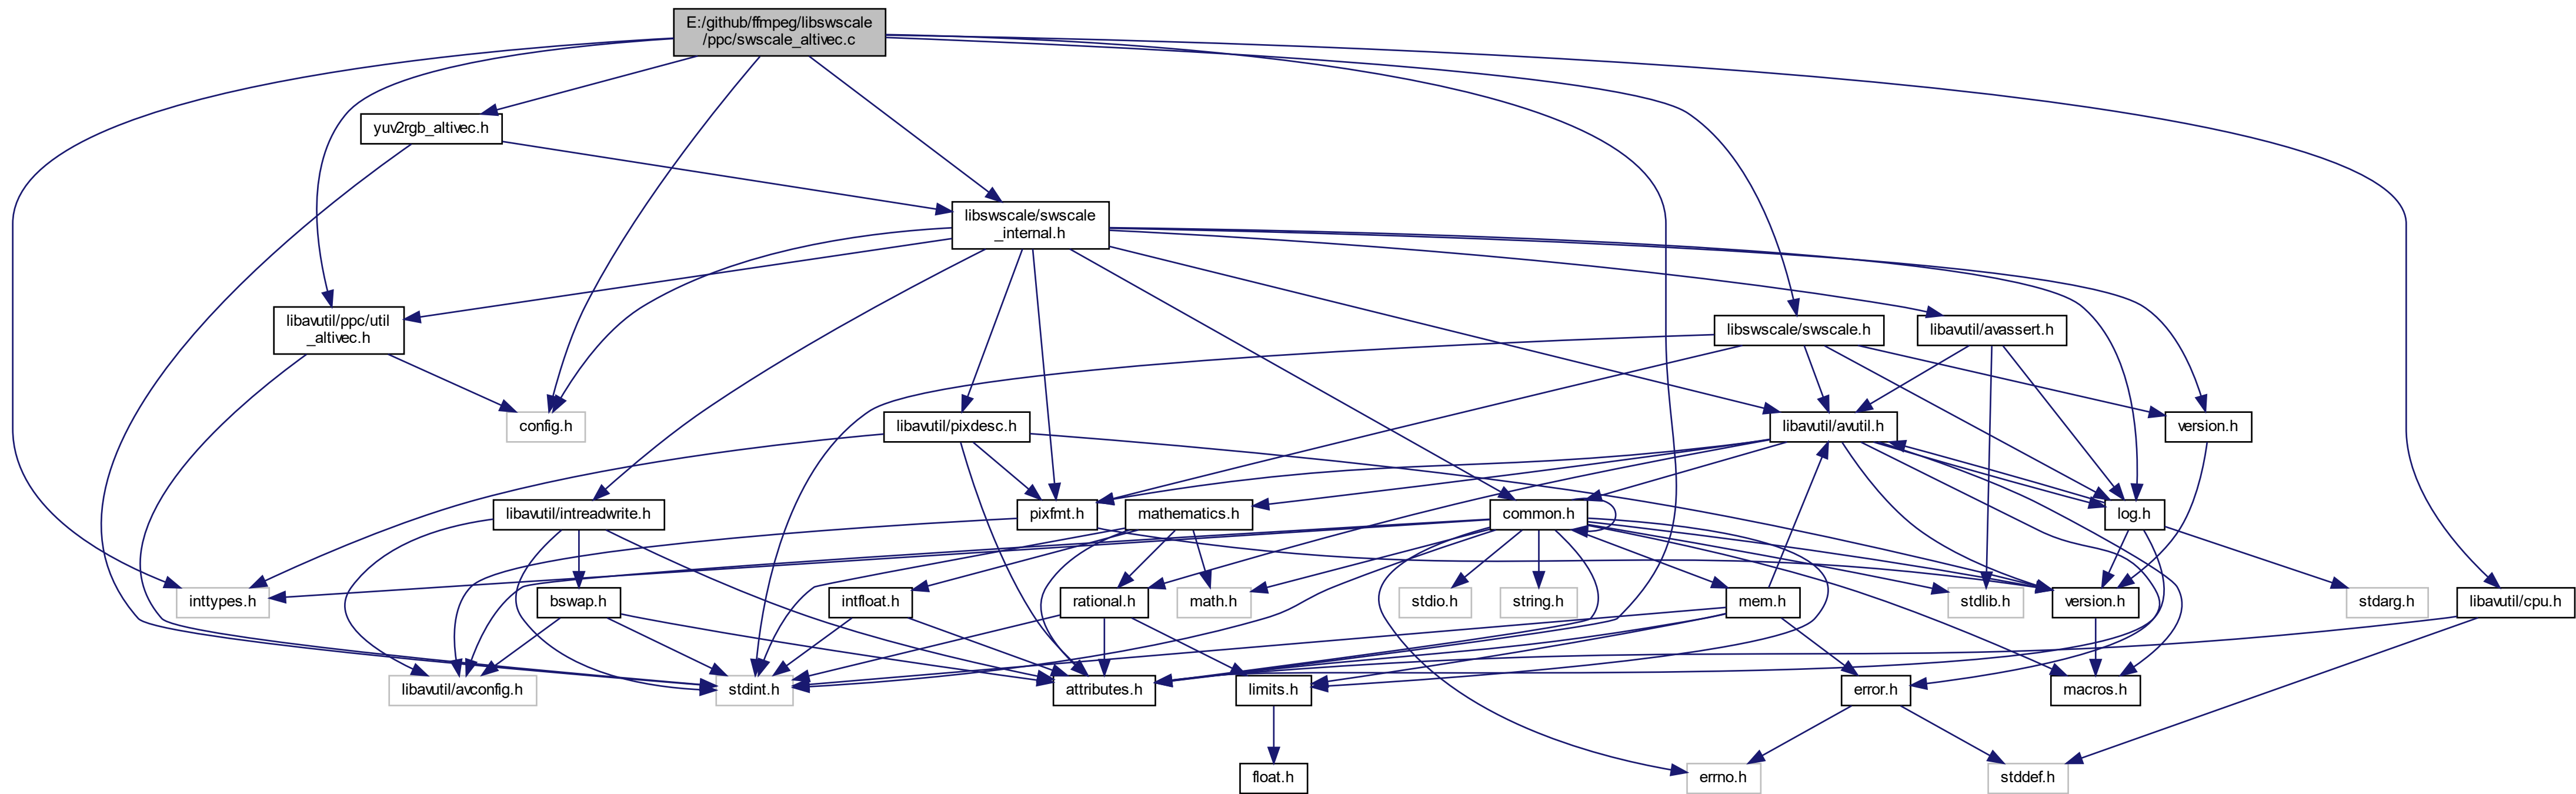 E:/github/ffmpeg/libswscale
/ppc/swscale_altivec.c
yuv2rgb_altivec.h
libswscale/swscale
_internal.h
libavutil/ppc/util
_altivec.h
libswscale/swscale.h
libavutil/avassert.h
config.h
libavutil/pixdesc.h
libavutil/avutil.h
version.h
libavutil/intreadwrite.h
pixfmt.h
mathematics.h
common.h
log.h
inttypes.h
bswap.h
intfloat.h
rational.h
math.h
stdio.h
string.h
mem.h
stdlib.h
version.h
stdarg.h
libavutil/cpu.h
libavutil/avconfig.h
stdint.h
attributes.h
limits.h
error.h
macros.h
float.h
errno.h
stddef.h